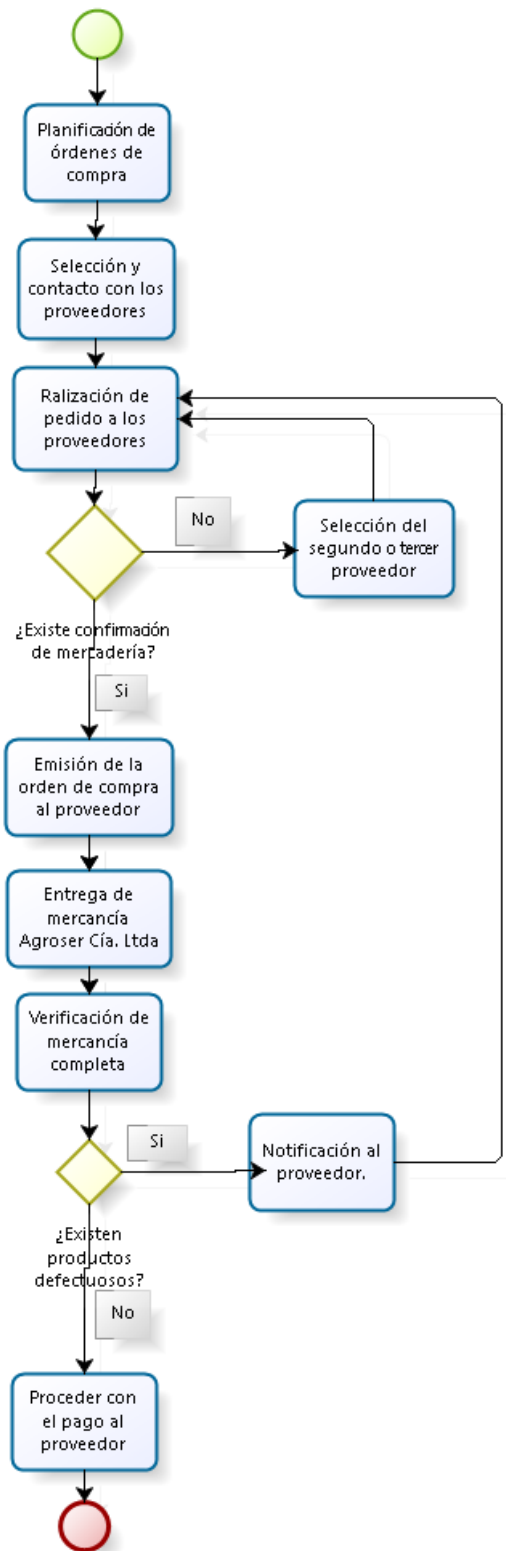 Planificación de
órdenes de
compra
Selección y
contacto con los
proveedores
Ralización de
pedido a los
proveedores
No
Selección del
segundo o tercer
proveedor
¿Existe confirmación
de mercadería?
Si
Emisión de la
orden de compra
al proveedor
Entrega de
mercancía
Agroser Cía. Ltda
Verificación de
mercancía
completa
Si
Notificación al
proveedor.
¿Existen
productos
defectuosos?
No
Proceder con
el pago al
proveedor